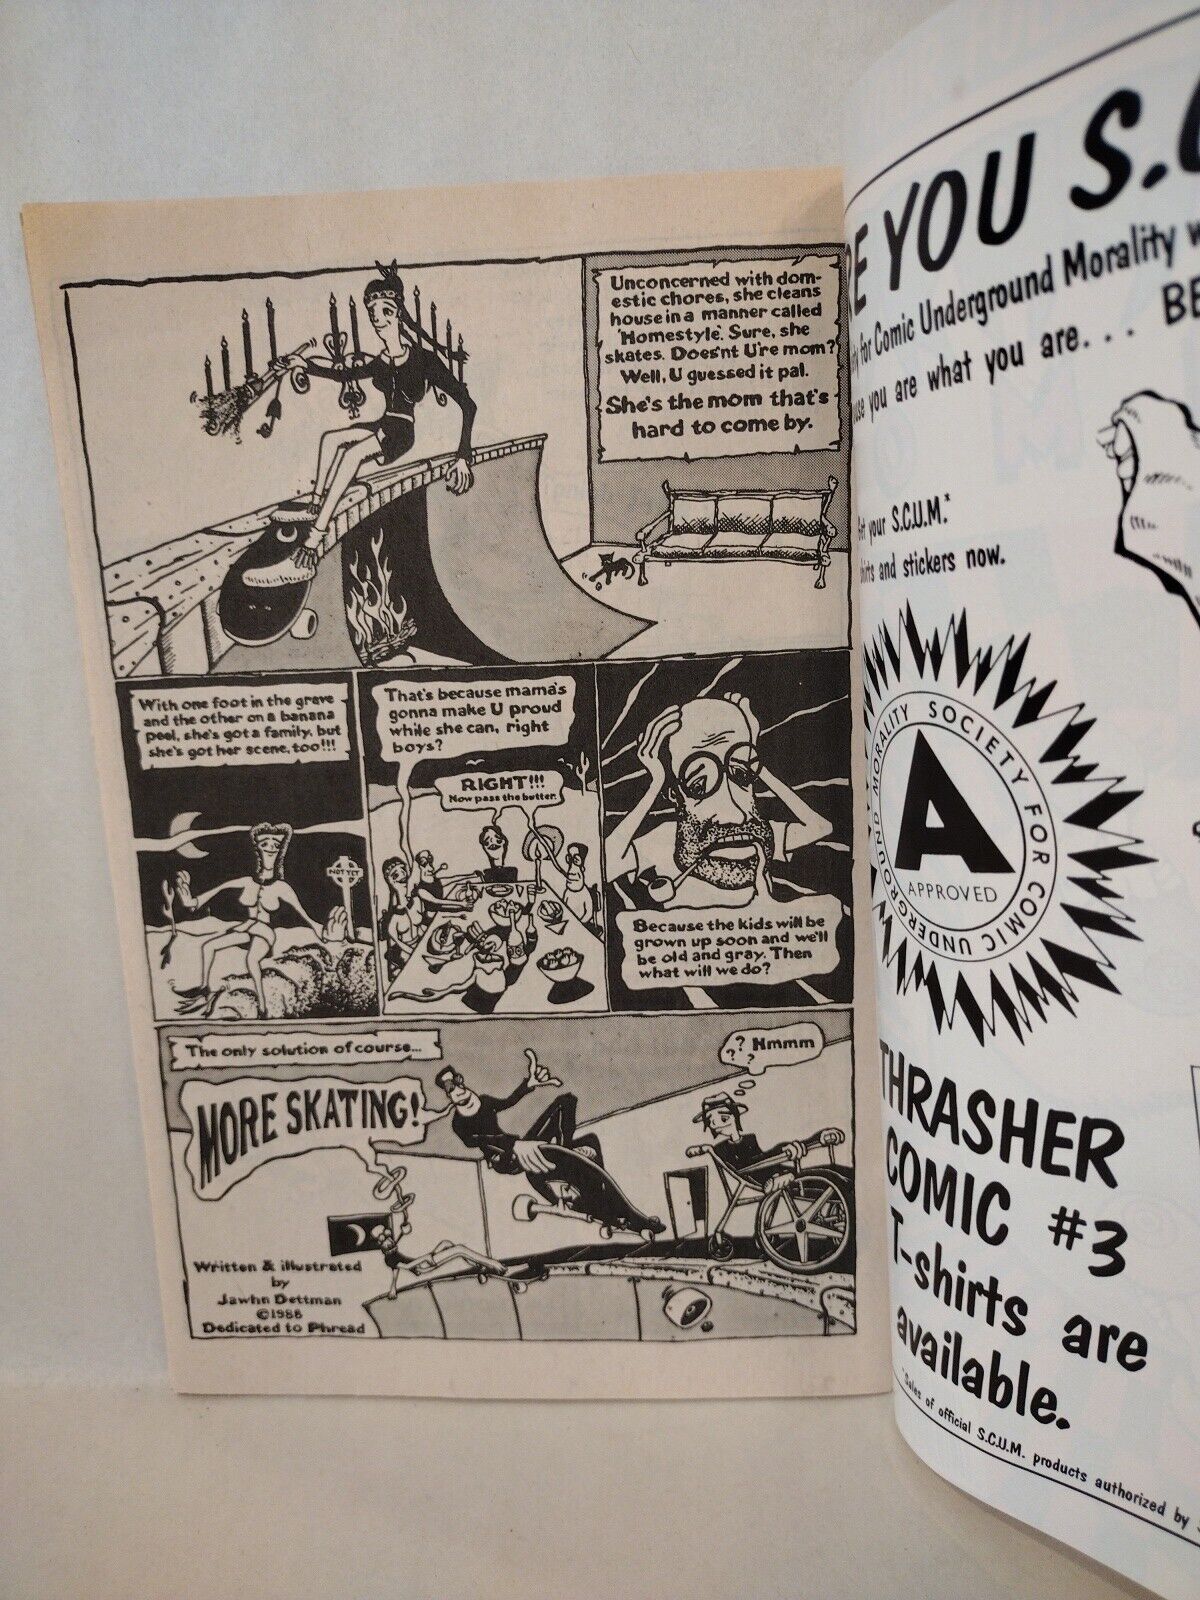 Unconcerned with dom-
estic chores, she cleans
house in a manner called
'Homestyle'. Sure, she
skates. Does'nt U're mom?
Well, U guessed it pal.
She's the mom that's
hard to come by.
With one foot in the grave
and the other on a banana
peel, she's got a family, but
she's got her scene, too!!!
NOT YET
That's because mama's
gonna make U proud
while she can, right
boys?
RIGHT!!!
Now pass the butter.
Because the kids will be
grown up soon and we'll
be old and gray. Then
what will we do?
The only solution of course...
MORE SKATING!
? ? ? Hmmm
Written & illustrated
by
Jawhn Dettman
©1988
Dedicated to Phread
YOU S.
for Comic Underground Morality
you are what you are... BE
your S.C.U.M.*
and stickers now.
SOCIETY FOR COMIC UNDERGROUND MORALITY
A
APPROVED
THRASHER
COMIC #3
T-shirts are
available.
*Sales of official S.C.U.M. products authorized by